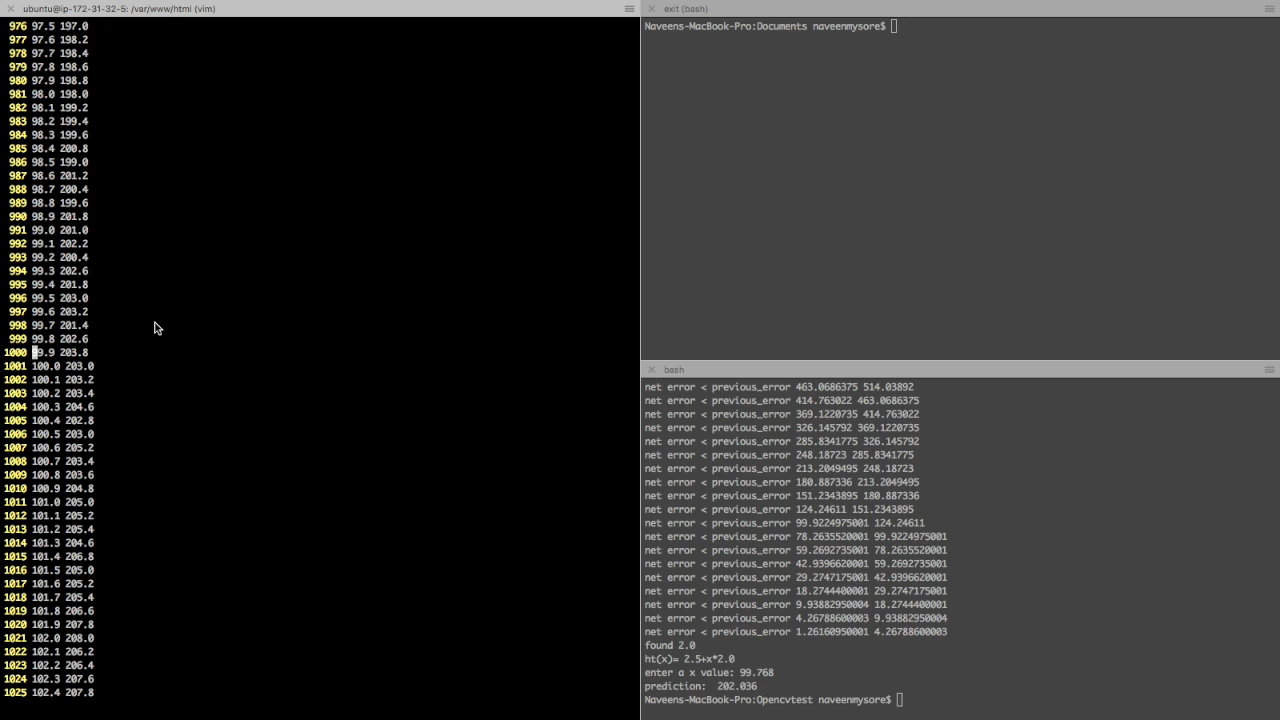 ubuntu@ip-172-31-32-5: /var/www/html (vim)
976 97.5 197.0
977 97.6 198.2
978 97.7 198.4
979 97.8 198.6
980 97.9 198.8
981 98.0 198.0
982 98.1 199.2
983 98.2 199.4
984 98.3 199.6
985 98.4 200.8
986 98.5 199.0
987 98.6 201.2
988 98.7 200.4
989 98.8 199.6
990 98.9 201.8
991 99.0 201.0
992 99.1 202.2
993 99.2 200.4
994 99.3 202.6
995 99.4 201.8
996 99.5 203.0
997 99.6 203.2
998 99.7 201.4
999 99.8 202.6
1000 99.9 203.8
1001 100.0 203.0
1002 100.1 203.2
1003 100.2 203.4
1004 100.3 204.6
1005 100.4 202.8
1006 100.5 203.0
1007 100.6 205.2
1008 100.7 203.4
1009 100.8 203.6
1010 100.9 204.8
1011 101.0 205.0
1012 101.1 205.2
1013 101.2 205.4
1014 101.3 204.6
1015 101.4 206.8
1016 101.5 205.0
1017 101.6 205.2
1018 101.7 205.4
1019 101.8 206.6
1020 101.9 207.8
1021 102.0 208.0
1022 102.1 206.2
1023 102.2 206.4
1024 102.3 207.6
1025 102.4 207.8
exit (bash)
Naveens-MacBook-Pro:Documents naveenmysore$
bash
net error < previous_error 463.0686375 514.03892
net error < previous_error 414.763022 463.0686375
net error < previous_error 369.1220735 414.763022
net error < previous_error 326.145792 369.1220735
net error < previous_error 285.8341775 326.145792
net error < previous_error 248.18723 285.8341775
net error < previous_error 213.2049495 248.18723
net error < previous_error 180.887336 213.2049495
net error < previous_error 151.2343895 180.887336
net error < previous_error 124.24611 151.2343895
net error < previous_error 99.9224975001 124.24611
net error < previous_error 78.2635520001 99.9224975001
net error < previous_error 59.2692735001 78.2635520001
net error < previous_error 42.9396620001 59.2692735001
net error < previous_error 29.2747175001 42.9396620001
net error < previous_error 18.2744400001 29.2747175001
net error < previous_error 9.93882950004 18.2744400001
net error < previous_error 4.26788600003 9.93882950004
net error < previous_error 1.26160950001 4.26788600003
found 2.0
ht(x)= 2.5+x*2.0
enter a x value: 99.768
prediction:  202.036
Naveens-MacBook-Pro:Opencvtest naveenmysore$